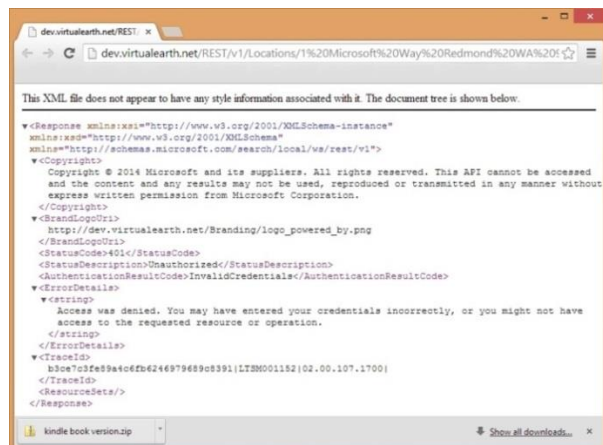 dev.virtualearth.net/REST/ ×
dev.virtualearth.net/REST/v1/Locations/1%20Microsoft%20Way%20Redmond%20WA%20
This XML file does not appear to have any style information associated with it. The document tree is shown below.
▼<Response xmlns:xsi="http://www.w3.org/2001/XMLSchema-instance"
xmlns:xsd="http://www.w3.org/2001/XMLSchema"
xmlns="http://schemas.microsoft.com/search/local/ws/rest/v1">
▼<Copyright>
Copyright © 2014 Microsoft and its suppliers. All rights reserved. This API cannot be accessed
and the content and any results may not be used, reproduced or transmitted in any manner without
express written permission from Microsoft Corporation.
</Copyright>
▼<BrandLogoUri>
http://dev.virtualearth.net/Branding/logo_powered_by.png
</BrandLogoUri>
<StatusCode>401</StatusCode>
<StatusDescription>Unauthorized</StatusDescription>
<AuthenticationResultCode>InvalidCredentials</AuthenticationResultCode>
▼<ErrorDetails>
▼<string>
Access was denied. You may have entered your credentials incorrectly, or you might not have
access to the requested resource or operation.
</string>
</ErrorDetails>
▼<TraceId>
b3ce7c3fe89a4c6fb6246979689c8391|LTSM001152|02.00.107.1700|
</TraceId>
<ResourceSets/>
</Response>
kindle book version.zip
Show all downloads...